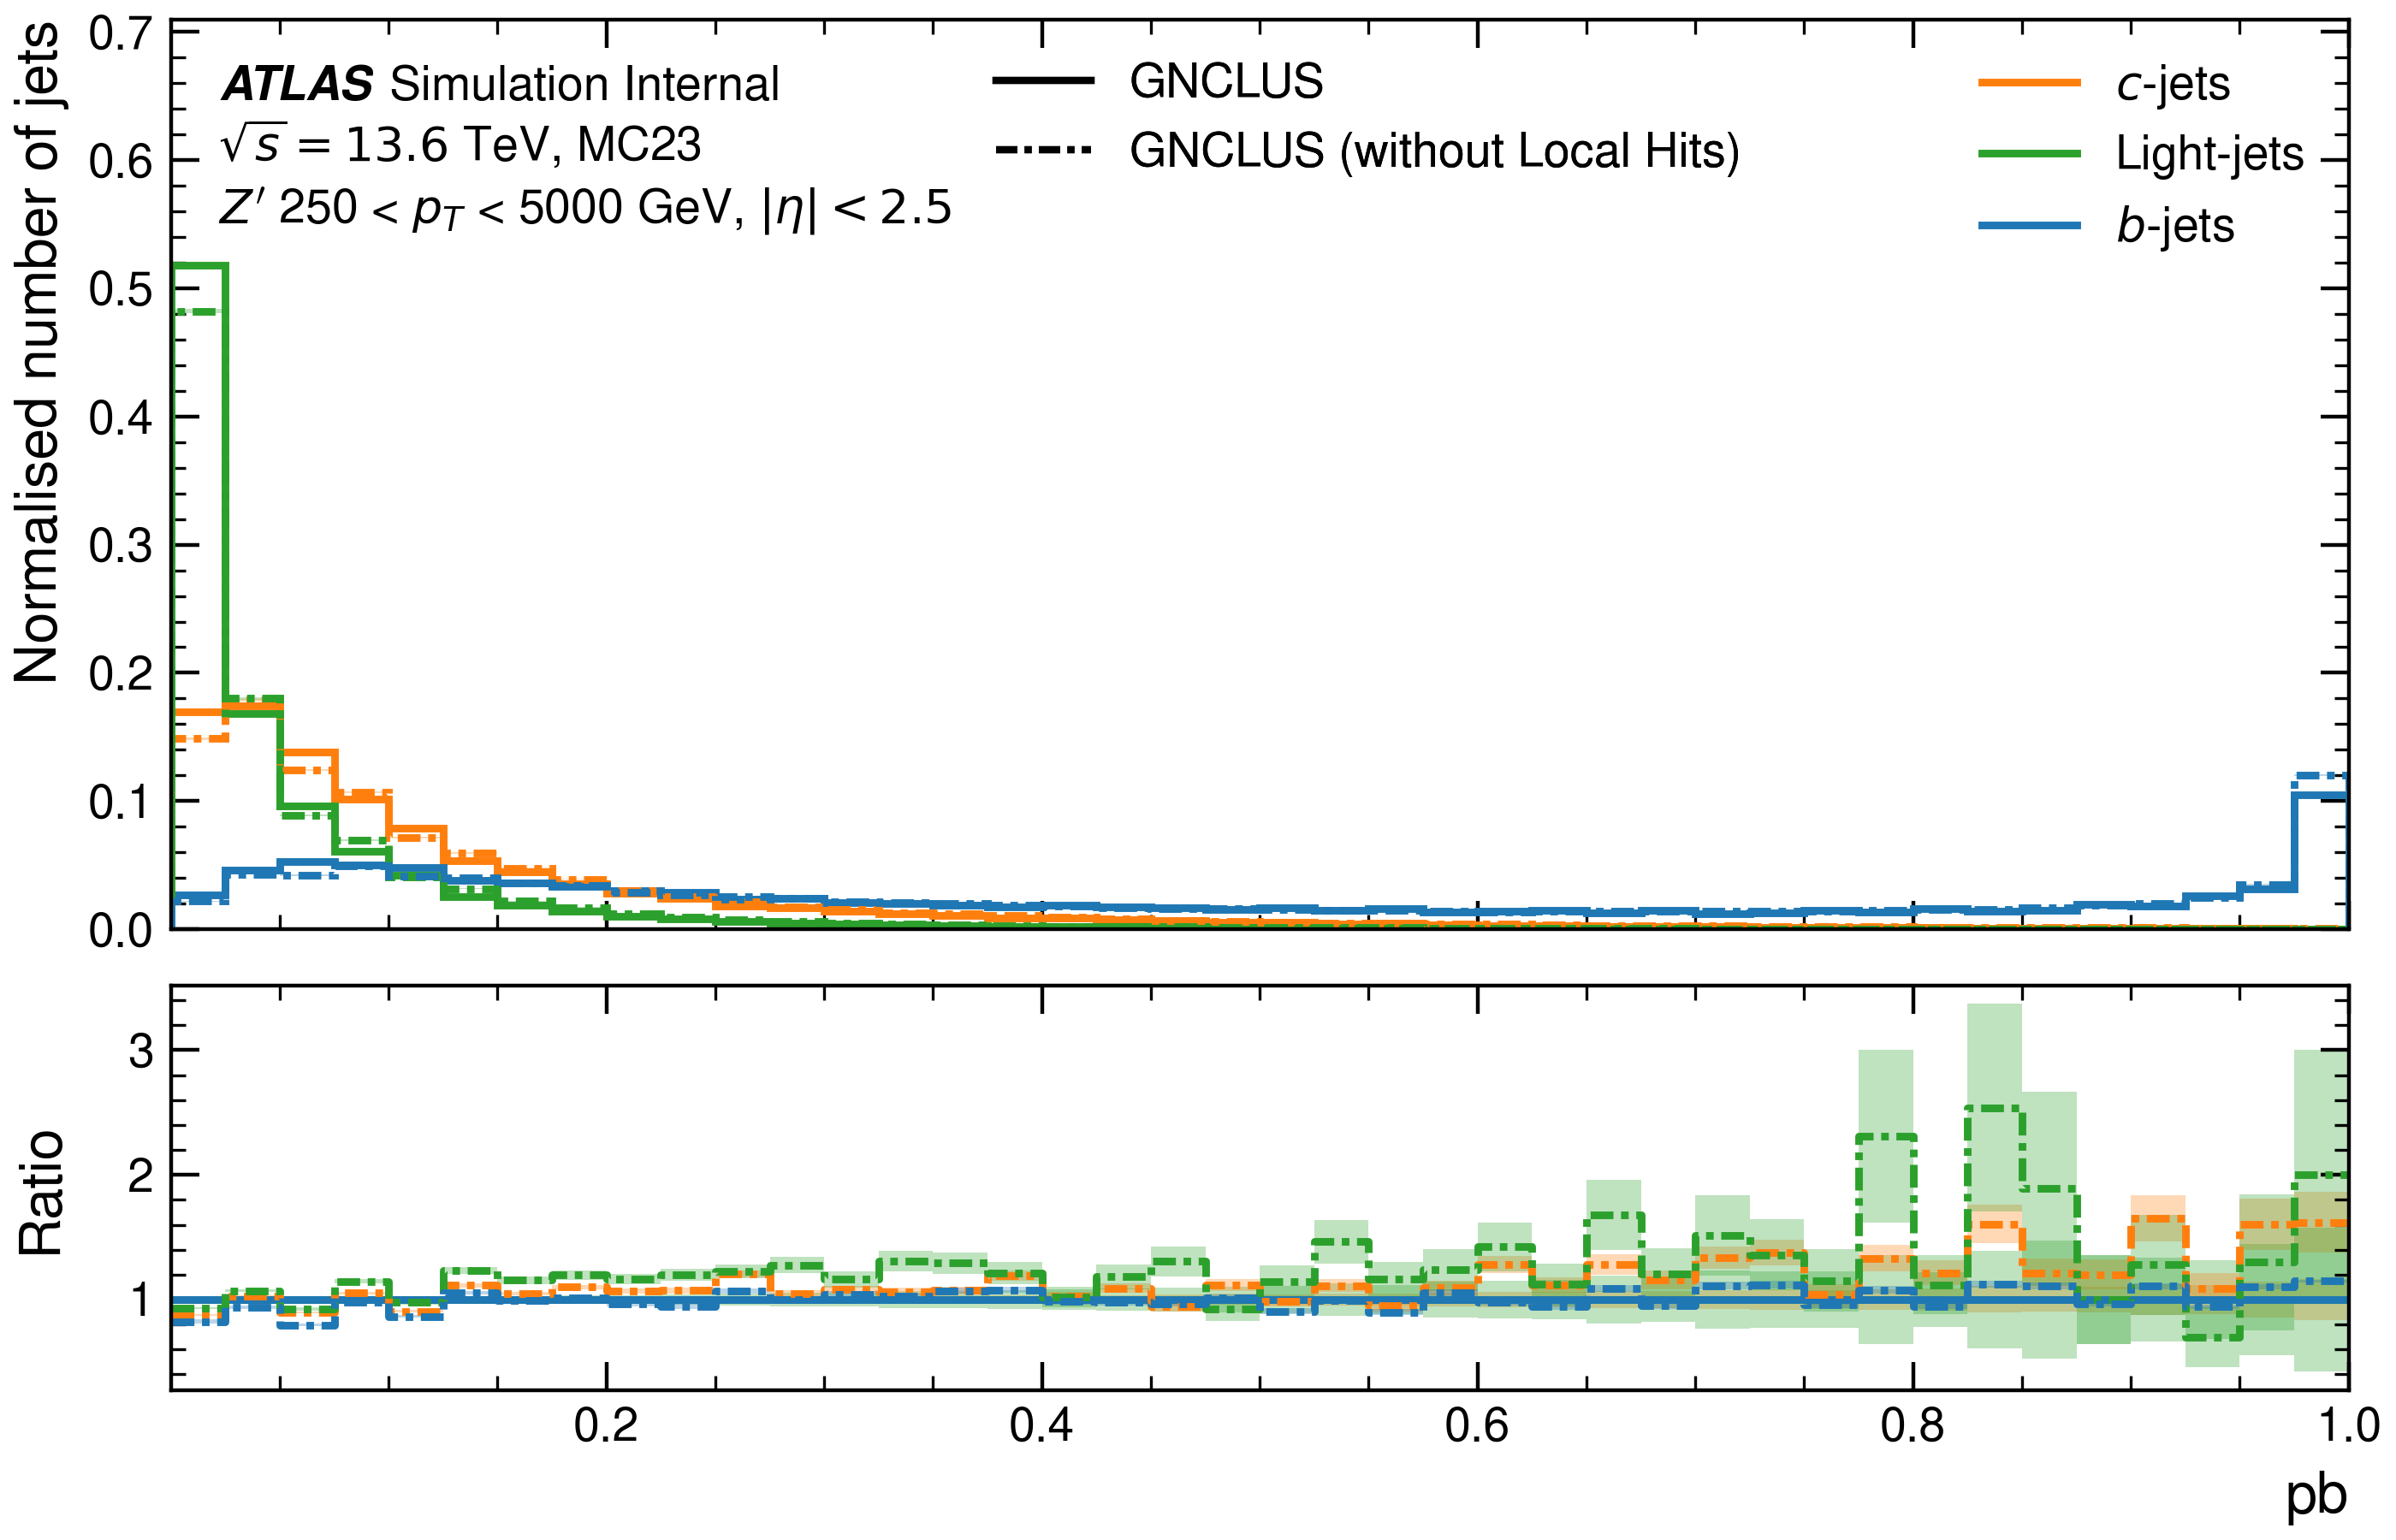 Normalised number of jets
0.7
0.6
0.5
0.4
0.3
0.2
0.1
0.0
ATLAS Simulation Internal
√s = 13.6 TeV, MC23
Z′ 250 < p_T < 5000 GeV, |η| < 2.5
GNCLUS
GNCLUS (without Local Hits)
c-jets
Light-jets
b-jets
Ratio
3
2
1
0.2 0.4 0.6 0.8 1.0
pb